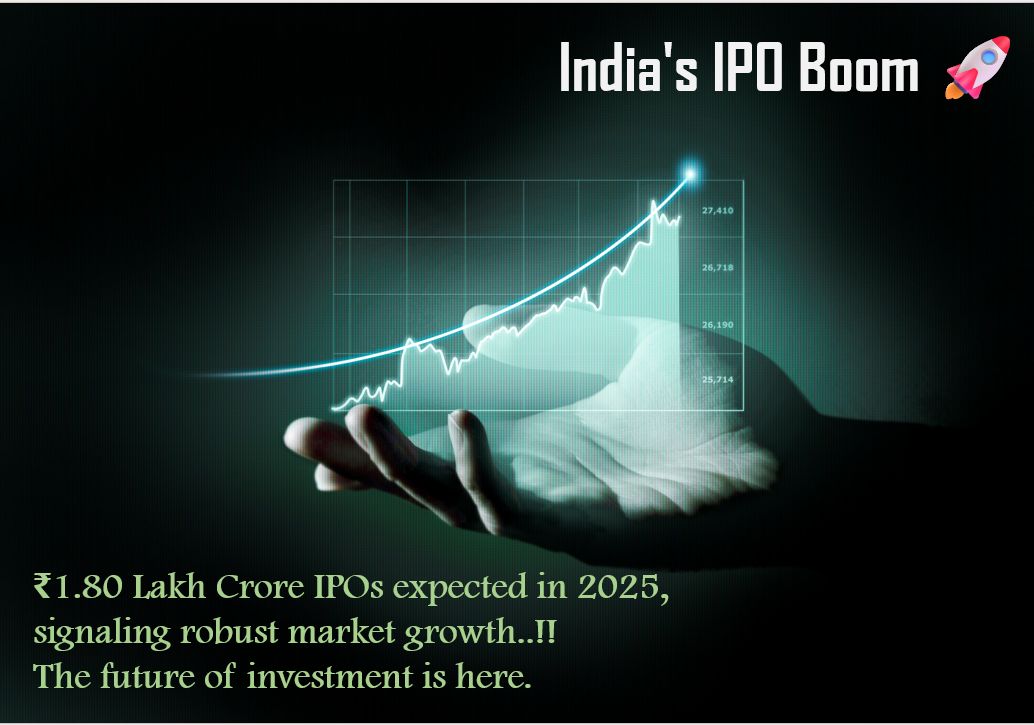 India's IPO Boom
27,410
26,718
26,190
25,714
₹1.80 Lakh Crore IPOs expected in 2025,
signaling robust market growth..!!
The future of investment is here.